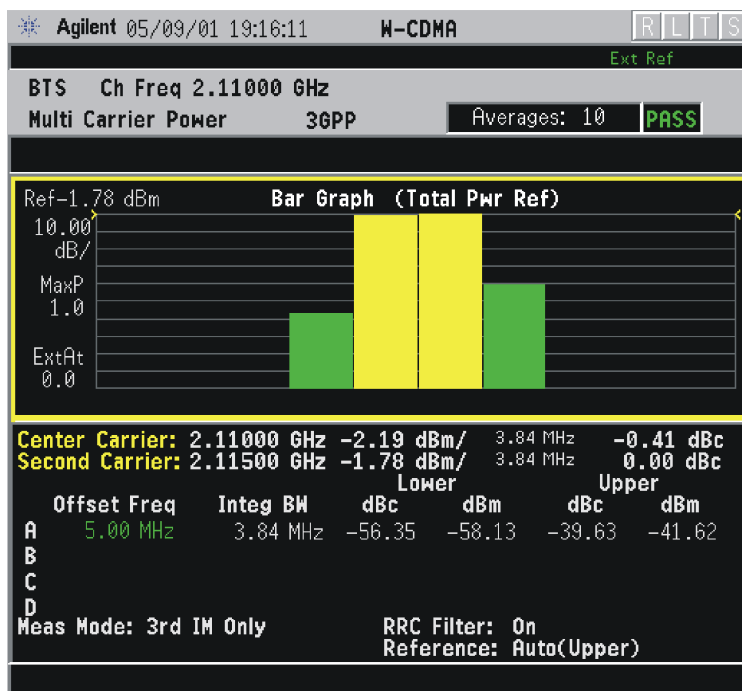 Agilent 05/09/01 19:16:11 W-CDMA R L T S
Ext Ref
BTS Ch Freq 2.11000 GHz
Multi Carrier Power 3GPP Averages: 10 PASS
Ref-1.78 dBm Bar Graph (Total Pwr Ref)
10.00
dB/
MaxP
1.0
ExtAt
0.0
Center Carrier: 2.11000 GHz -2.19 dBm/ 3.84 MHz -0.41 dBc
Second Carrier: 2.11500 GHz -1.78 dBm/ 3.84 MHz 0.00 dBc
Lower Upper
Offset Freq Integ BW dBc dBm dBc dBm
A 5.00 MHz 3.84 MHz -56.35 -58.13 -39.63 -41.62
B
C
D
Meas Mode: 3rd IM Only RRC Filter: On
Reference: Auto(Upper)